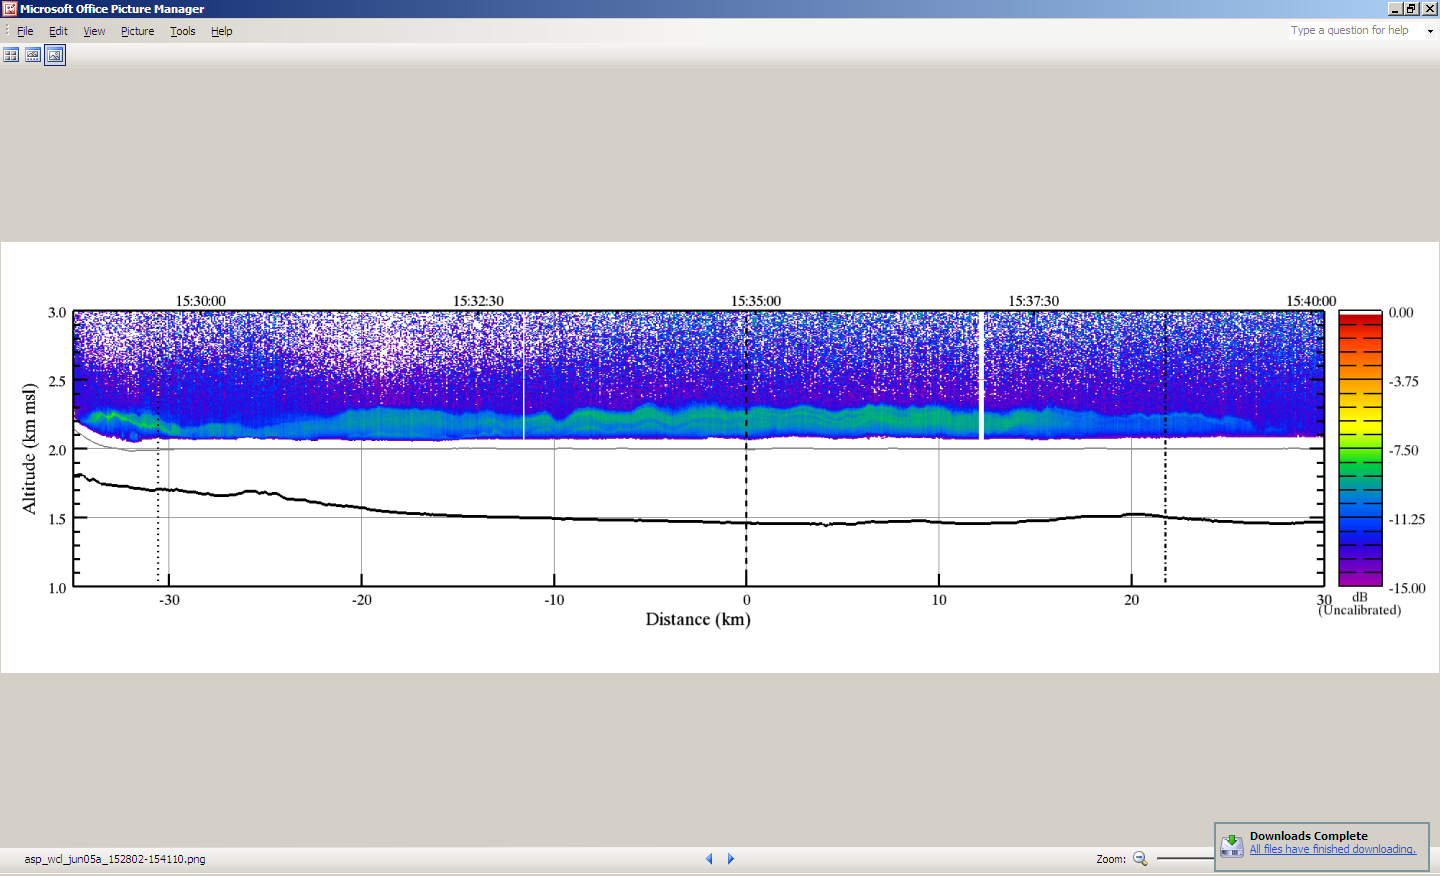 Microsoft Office Picture Manager
File Edit View Picture Tools Help
Type a question for help
15:30:00 15:32:30 15:35:00 15:37:30 15:40:00
3.0
2.5
2.0
1.5
1.0
Altitude (km msl)
-30 -20 -10 0 10 20 30
Distance (km)
0.00
-3.75
-7.50
-11.25
-15.00
dB
(Uncalibrated)
asp_wcl_jun05a_152802-154110.png
Zoom:
Downloads Complete
All files have finished downloading.